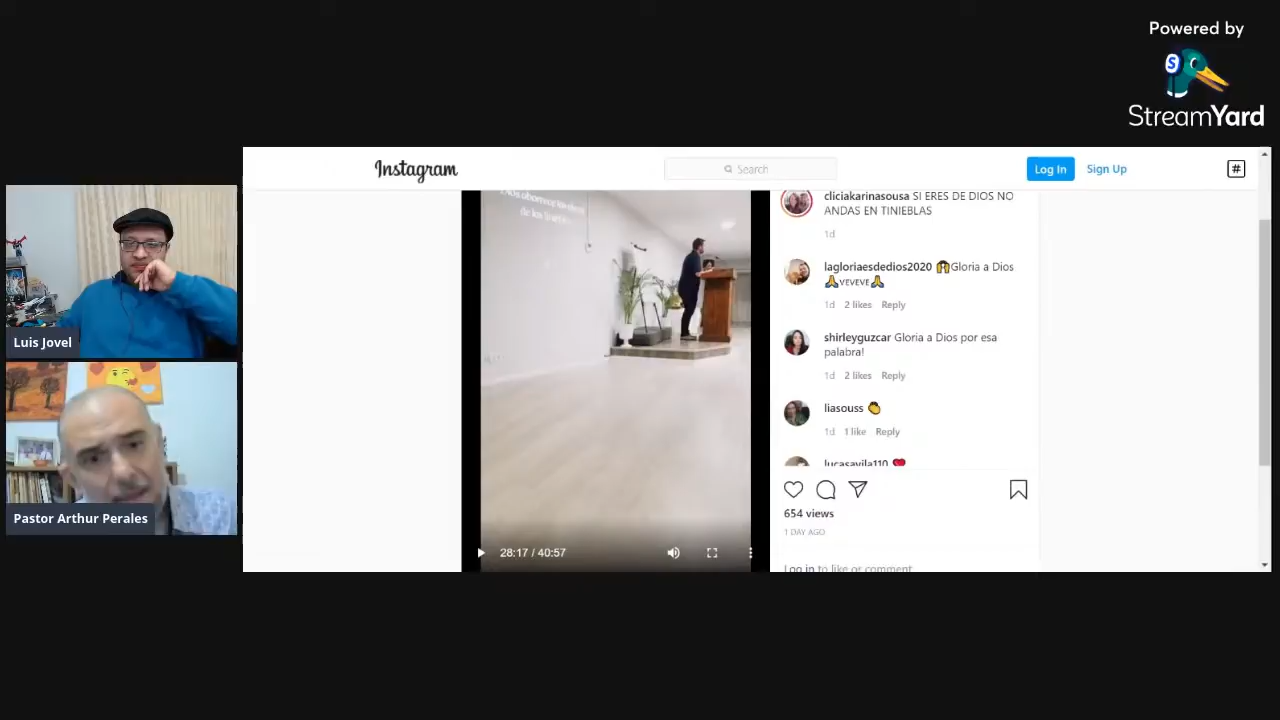 Powered by
StreamYard
Instagram
Search
Log In
Sign Up
#
Luis Jovel
Pastor Arthur Perales
cliciakarinasousa SI ERES DE DIOS NO
ANDAS EN TINIEBLAS
1d
lagloriaesdedios2020 Gloria a Dios
1d 2 likes Reply
shirleyguzcar Gloria a Dios por esa
palabra!
1d 2 likes Reply
liasouss
1d 1 like Reply
lucasavila110
654 views
1 DAY AGO
Log in to like or comment.
28:17 / 40:57